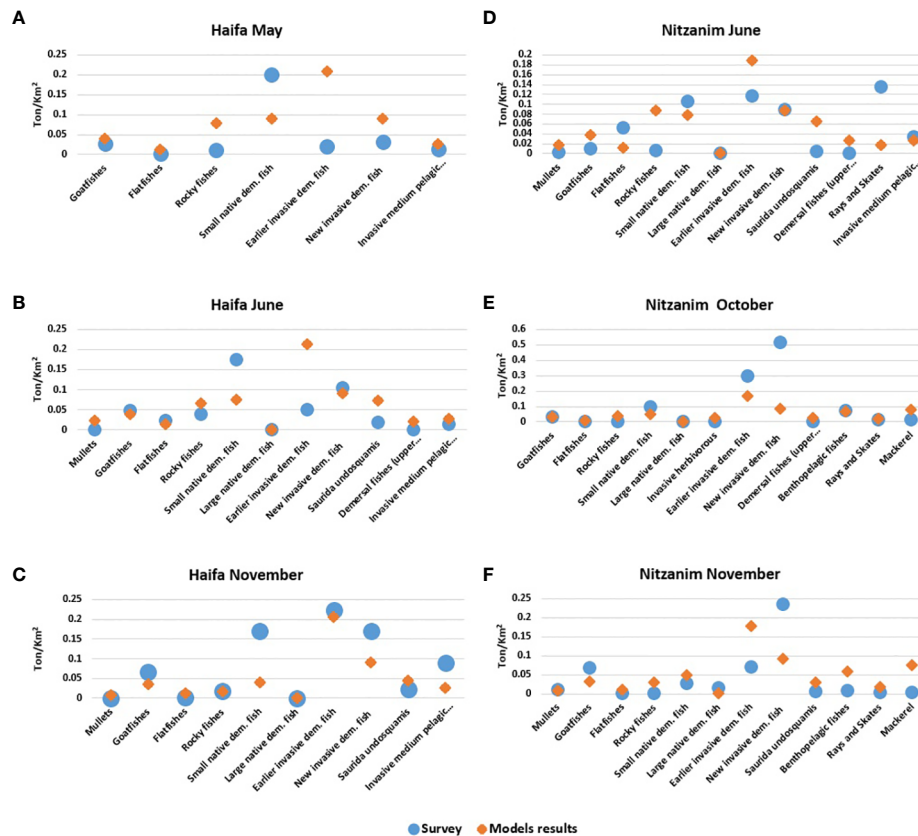 A
Haifa May
Ton/Km²
0.25
0.2
0.15
0.1
0.05
0
Goatfishes
Flatfishes
Rocky fishes
Small native dem. fish
Earlier invasive dem. fish
New invasive dem. fish
Invasive medium pelagic...
B
Haifa June
Ton/Km²
0.25
0.2
0.15
0.1
0.05
0
Mullets
Goatfishes
Flatfishes
Rocky fishes
Small native dem. fish
Large native dem. fish
Earlier invasive dem. fish
New invasive dem. fish
Saurida undosquamis
Demersal fishes (upper...
Invasive medium pelagic...
C
Haifa November
Ton/Km²
0.25
0.2
0.15
0.1
0.05
0
Mullets
Goatfishes
Flatfishes
Rocky fishes
Small native dem. fish
Large native dem. fish
Earlier invasive dem. fish
New invasive dem. fish
Saurida undosquamis
Invasive medium pelagic...
D
Nitzanim June
Ton/Km²
0.2
0.18
0.16
0.14
0.12
0.1
0.08
0.06
0.04
0.02
0
Mullets
Goatfishes
Flatfishes
Rocky fishes
Small native dem. fish
Large native dem. fish
Earlier invasive dem. fish
New invasive dem. fish
Saurida undosquamis
Demersal fishes (upper...
Rays and Skates
Invasive medium pelagic...
E
Nitzanim October
Ton/Km²
0.6
0.5
0.4
0.3
0.2
0.1
0
Goatfishes
Flatfishes
Rocky fishes
Small native dem. fish
Large native dem. fish
Invasive herbivorous
Earlier invasive dem. fish
New invasive dem. fish
Demersal fishes (upper...
Benthopelagic fishes
Rays and Skates
Mackerel
F
Nitzanim November
Ton/Km²
0.25
0.2
0.15
0.1
0.05
0
Mullets
Goatfishes
Flatfishes
Rocky fishes
Small native dem. fish
Large native dem. fish
Earlier invasive dem. fish
New invasive dem. fish
Saurida undosquamis
Benthopelagic fishes
Rays and Skates
Mackerel
Survey
Models results